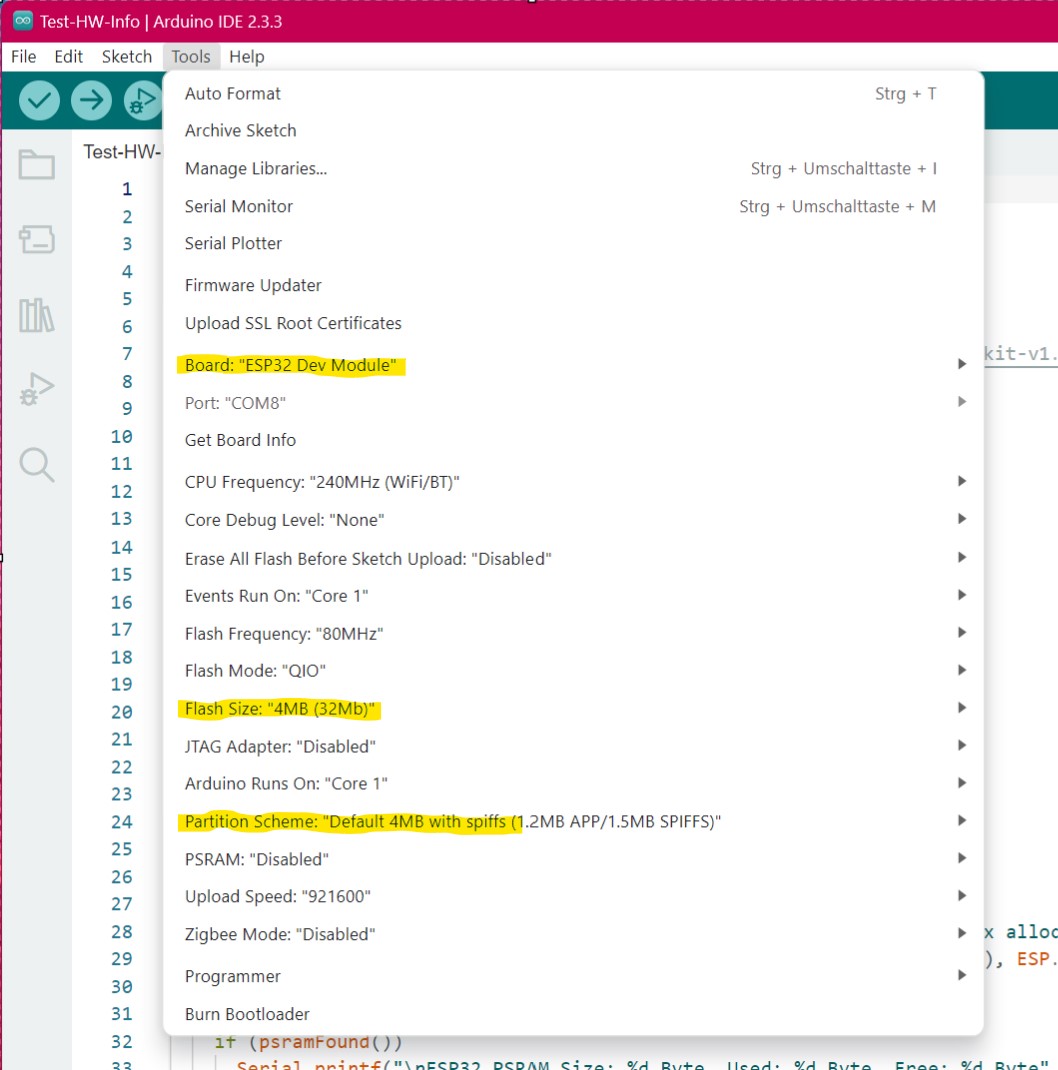 Test-HW-Info | Arduino IDE 2.3.3
File Edit Sketch Tools Help
Auto Format Strg + T
Archive Sketch
Test-HW-
Manage Libraries... Strg + Umschalttaste + I
1
Serial Monitor Strg + Umschalttaste + M
2
Serial Plotter
3
4
Firmware Updater
5
Upload SSL Root Certificates
6
7 kit-v1.
Board: "ESP32 Dev Module"
8
Port: "COM8"
9
Get Board Info
10
11
CPU Frequency: "240MHz (WiFi/BT)"
12
Core Debug Level: "None"
13
14
Erase All Flash Before Sketch Upload: "Disabled"
15
Events Run On: "Core 1"
16
17
Flash Frequency: "80MHz"
18
Flash Mode: "QIO"
19
Flash Size: "4MB (32Mb)"
20
21
JTAG Adapter: "Disabled"
22
Arduino Runs On: "Core 1"
23
24
Partition Scheme: "Default 4MB with spiffs (1.2MB APP/1.5MB SPIFFS)"
25
PSRAM: "Disabled"
26
Upload Speed: "921600"
27
28 x alloc
Zigbee Mode: "Disabled"
29 ), ESP.
Programmer
30
31
Burn Bootloader
32 if (psramFound())
33 Serial.printf("\nESP32 PSRAM Size: %d Byte, Used: %d Byte, Free: %d Byte"